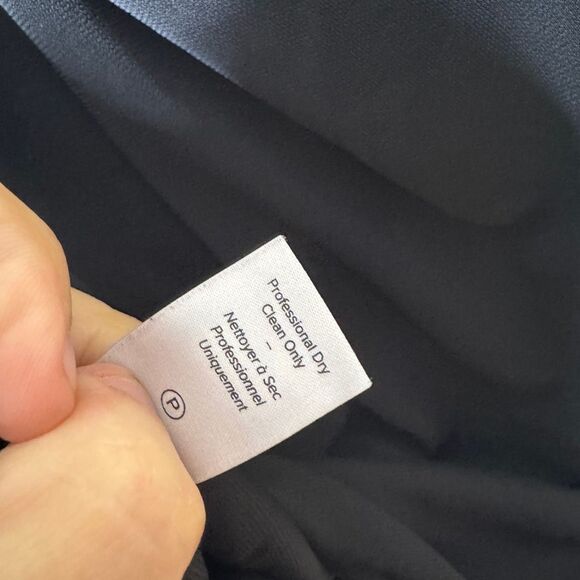 Professional Dry
Clean Only
–
Nettoyer à Sec
Professionnel
Uniquement
P